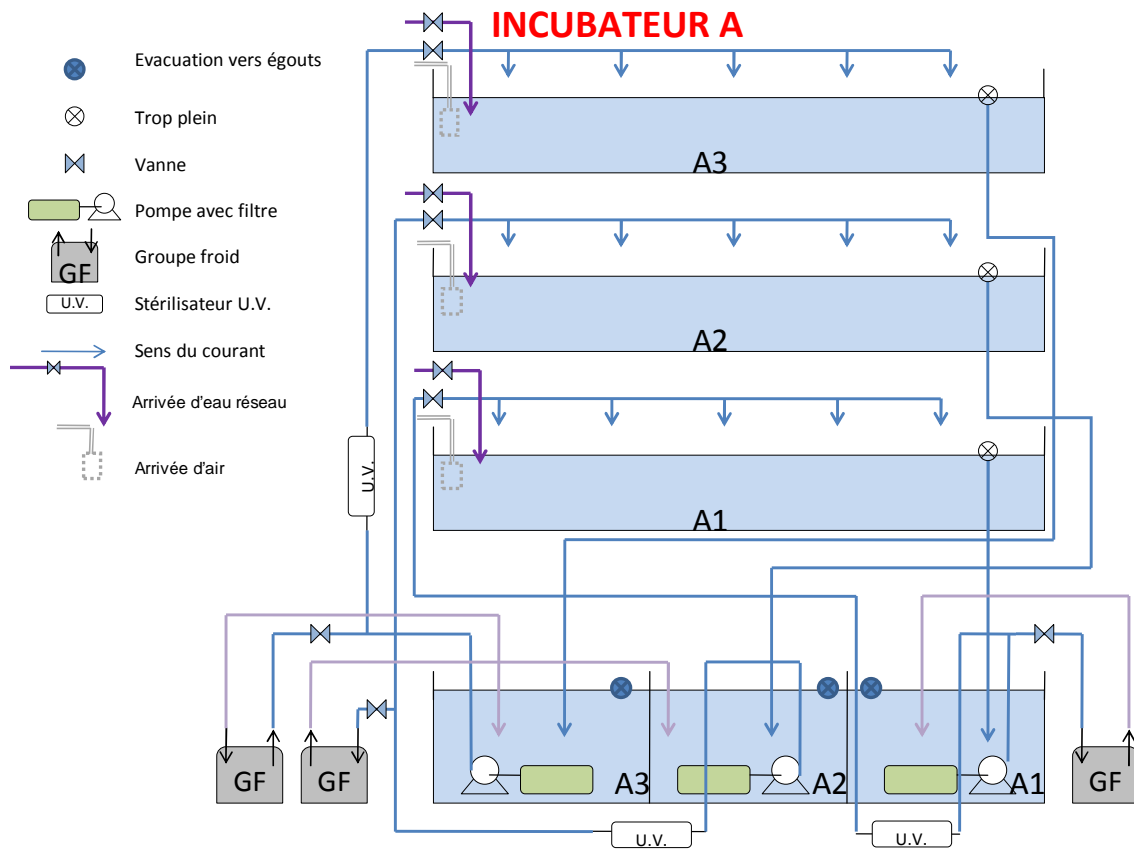 INCUBATEUR A
Evacuation vers égouts
Trop plein
Vanne
Pompe avec filtre
GF
Groupe froid
U.V.
Stérilisateur U.V.
Sens du courant
Arrivée d'eau réseau
Arrivée d'air
A3
A2
A1
U.V.
GF
GF
A3
A2
A1
GF
U.V.
U.V.